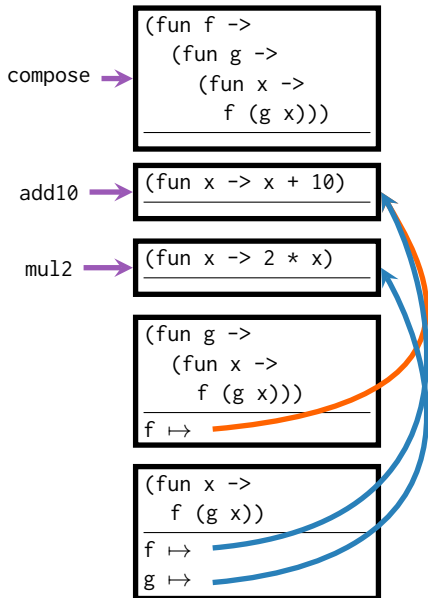 (fun f ->
(fun g ->
compose
(fun x ->
f (g x)))
add10
(fun x -> x + 10)
mul2
(fun x -> 2 * x)
(fun g ->
(fun x ->
f (g x)))
f ↦
(fun x ->
f (g x))
f ↦
g ↦